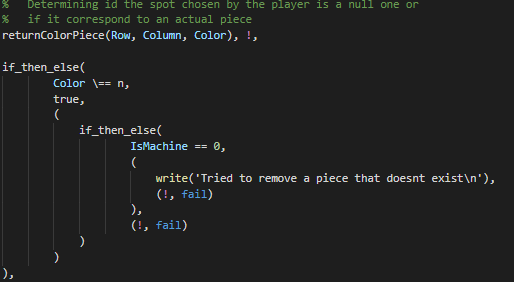 %   Determining id the spot chosen by the player is a null one or
%   if it correspond to an actual piece
returnColorPiece(Row, Column, Color), !,
if_then_else(
Color \== n,
true,
(
if_then_else(
IsMachine == 0,
(
write('Tried to remove a piece that doesnt exist\n'),
(!, fail)
),
(!, fail)
)
)
),